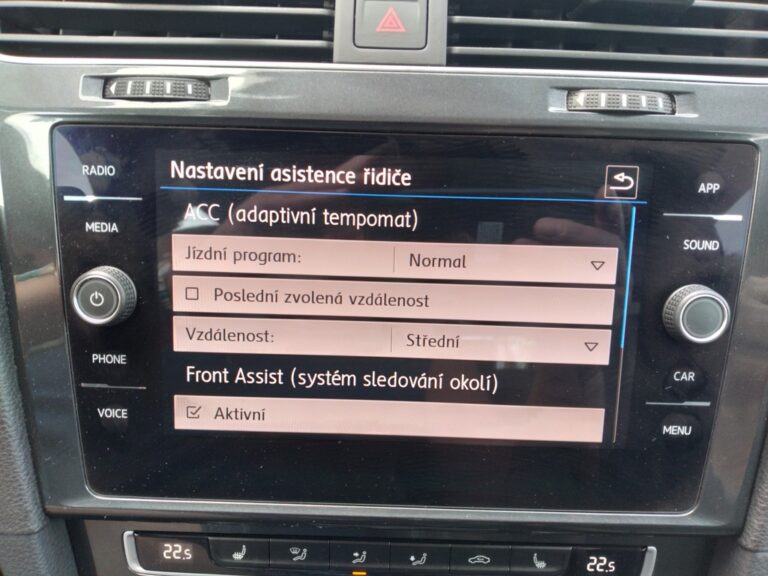 RADIO
MEDIA
PHONE
VOICE
Nastavení asistence řidiče
ACC (adaptivní tempomat)
Jízdní program: Normal
Poslední zvolená vzdálenost
Vzdálenost: Střední
Front Assist (systém sledování okolí)
Aktivní
APP
SOUND
CAR
MENU
22.5
22.5